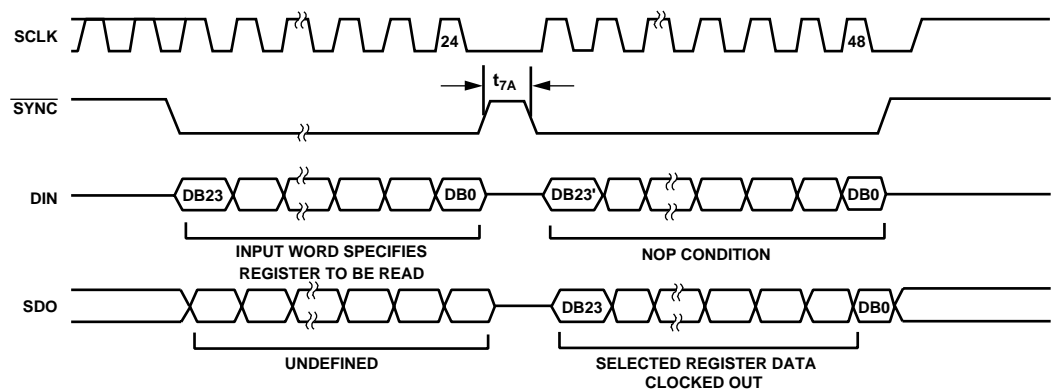 SCLK
24
48
t7A
SYNC
DIN
DB23
DB0
DB23'
DB0
INPUT WORD SPECIFIES
REGISTER TO BE READ
NOP CONDITION
SDO
DB23
DB0
UNDEFINED
SELECTED REGISTER DATA
CLOCKED OUT